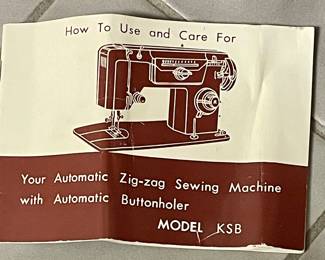 How To Use and Care For
Your Automatic Zig-zag Sewing Machine
with Automatic Buttonholer
MODEL KSB